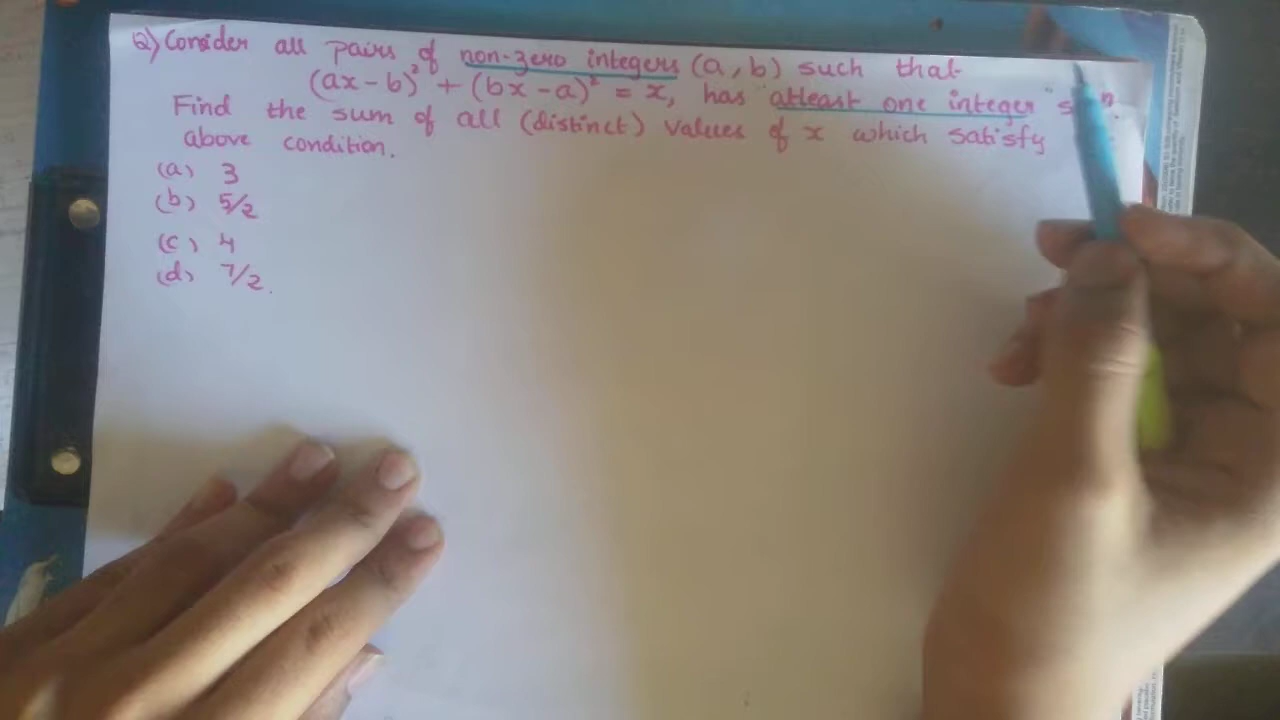 Q) Consider all pairs of non-zero integers (a, b) such that
(ax-b)² + (bx-a)² = x, has "atleast one integer"
Find the sum of all (distinct) values of x which satisfy
above condition.
(a) 3
(b) 5/2
(c) 4
(d) 7/2.